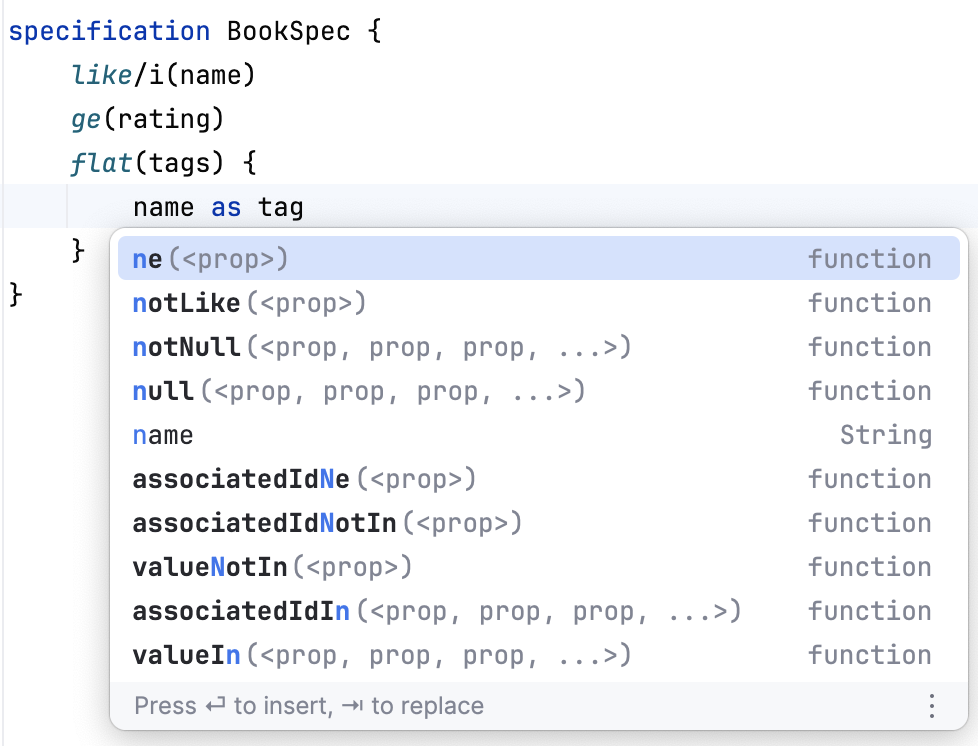 specification BookSpec {
like/i(name)
ge(rating)
flat(tags) {
name as tag
}
}
ne(<prop>) function
notLike(<prop>) function
notNull(<prop, prop, prop, ...>) function
null(<prop, prop, prop, ...>) function
name String
associatedIdNe(<prop>) function
associatedIdNotIn(<prop>) function
valueNotIn(<prop>) function
associatedIdIn(<prop, prop, prop, ...>) function
valueIn(<prop, prop, prop, ...>) function
Press ↵ to insert, ⇥ to replace